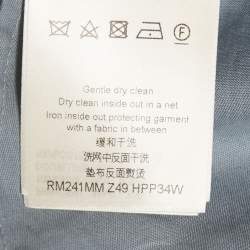 F
Gentle dry clean
Dry clean inside out in a net
Iron inside out protecting garment
with a fabric in between
缓和干洗
洗网中反面干洗
垫布反面熨烫
RM241MM Z49 HPP34W